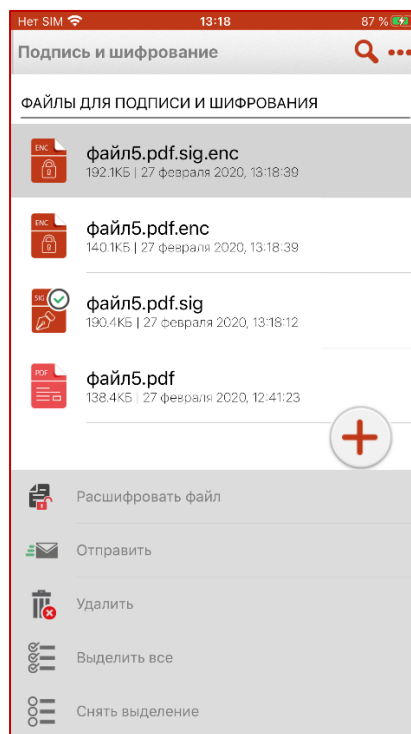 Нет SIM 13:18 87 %
Подпись и шифрование
ФАЙЛЫ ДЛЯ ПОДПИСИ И ШИФРОВАНИЯ
ENC файл5.pdf.sig.enc
192.1КБ | 27 февраля 2020, 13:18:39
ENC файл5.pdf.enc
140.1КБ | 27 февраля 2020, 13:18:39
SIG файл5.pdf.sig
190.4КБ | 27 февраля 2020, 13:18:12
PDF файл5.pdf
138.4КБ | 27 февраля 2020, 12:41:23
Расшифровать файл
Отправить
Удалить
Выделить все
Снять выделение